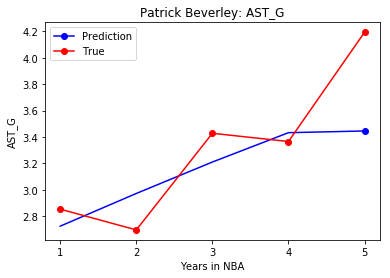 Patrick Beverley: AST_G
Prediction
True
AST_G
4.2
4.0
3.8
3.6
3.4
3.2
3.0
2.8
1
2
3
4
5
Years in NBA